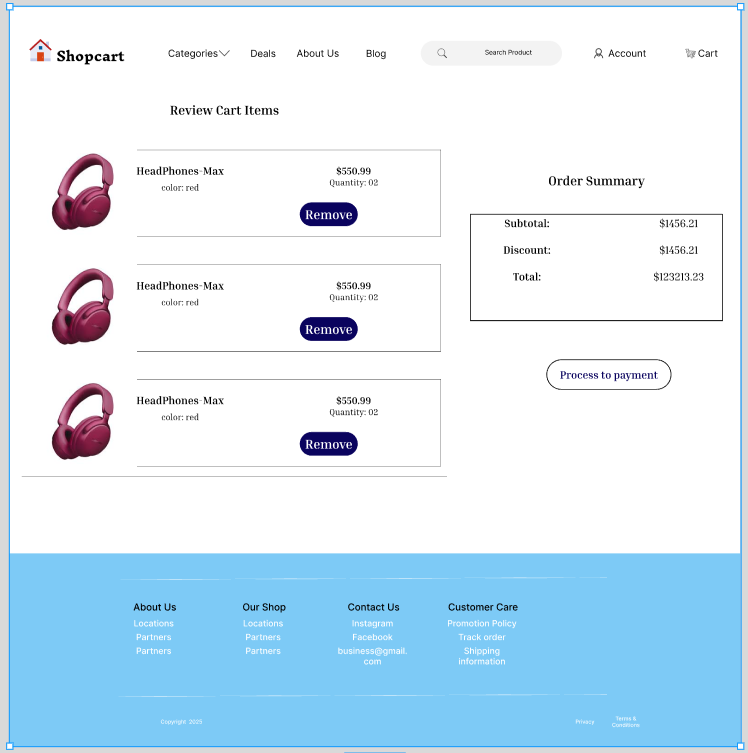 Shopcart
Categories
Deals
About Us
Blog
Search Product
Account
Cart
Review Cart Items
HeadPhones-Max
color: red
$550.99
Quantity: 02
Remove
HeadPhones-Max
color: red
$550.99
Quantity: 02
Remove
HeadPhones-Max
color: red
$550.99
Quantity: 02
Remove
Order Summary
Subtotal: $1456.21
Discount: $1456.21
Total: $123213.23
Process to payment
About Us
Locations
Partners
Partners
Our Shop
Locations
Partners
Partners
Contact Us
Instagram
Facebook
business@gmail.
com
Customer Care
Promotion Policy
Track order
Shipping
information
Copyright 2025
Privacy
Terms &
Conditions